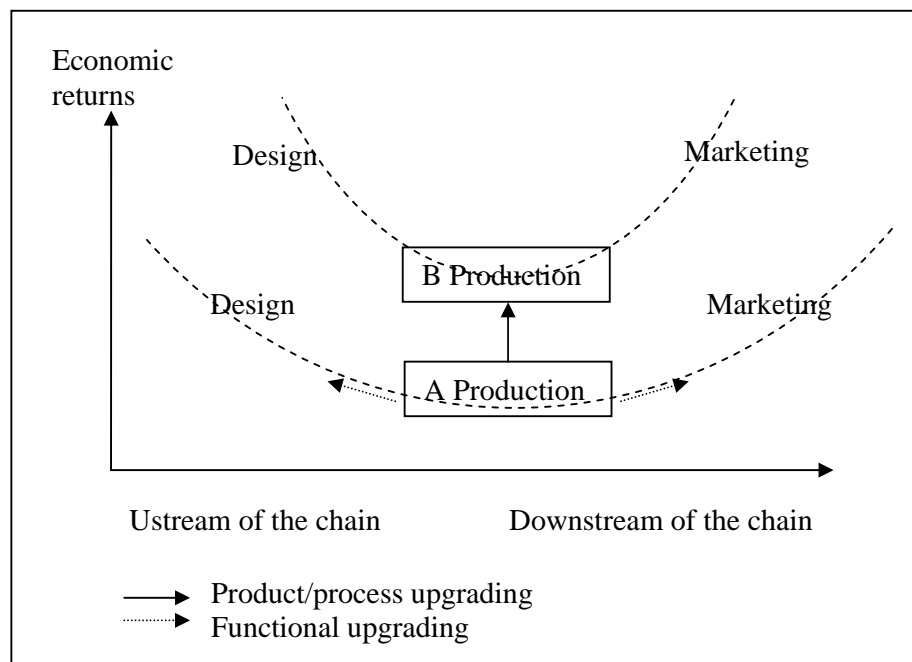 Economic
returns
Design
Marketing
B Production
Design
Marketing
A Production
Ustream of the chain
Downstream of the chain
Product/process upgrading
Functional upgrading